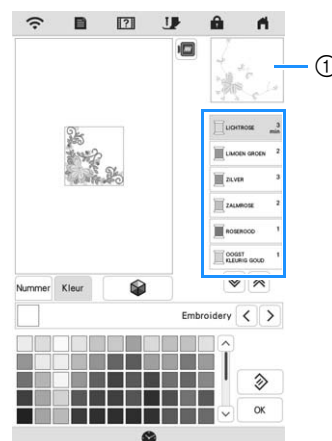 ①
LICHTROSE 3 min
LIMOEN GROEN 2
ZILVER 3
ZALMROSE 2
ROSEROOD 1
OOGST
KLEURIG GOUD 1
Nummer Kleur
Embroidery
OK